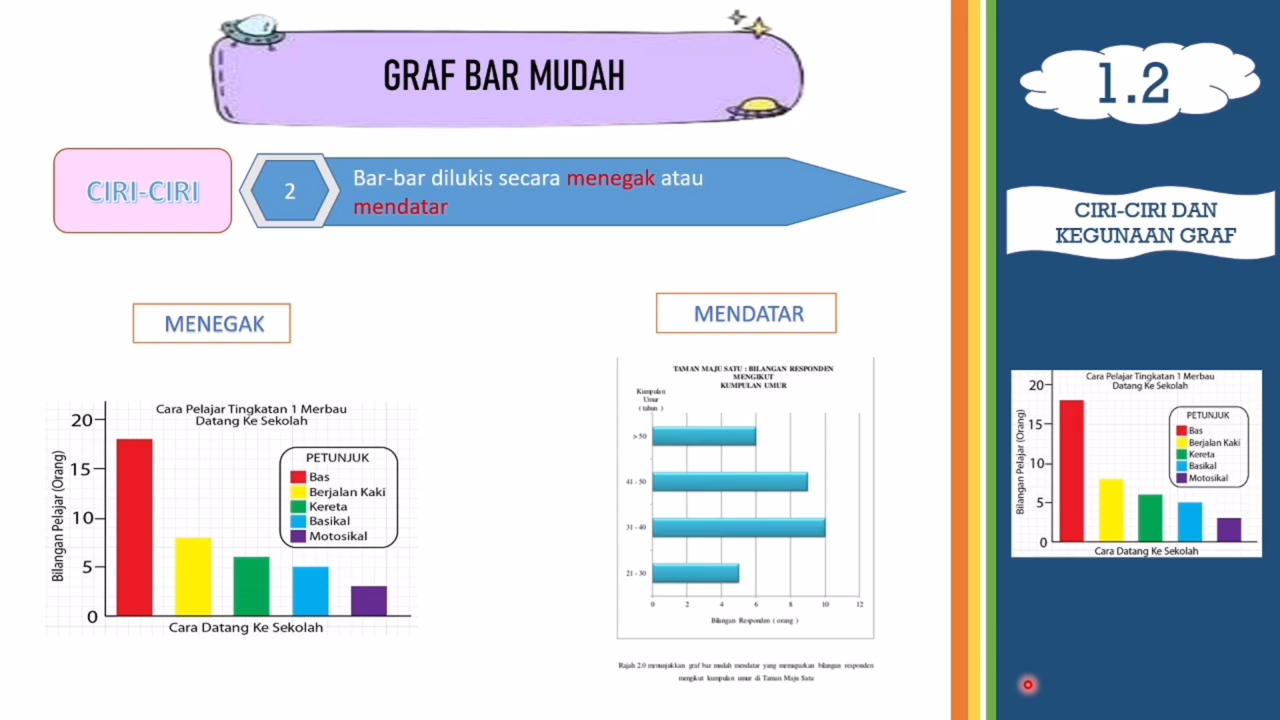 GRAF BAR MUDAH
CIRI-CIRI
2
Bar-bar dilukis secara menegak atau
mendatar
MENEGAK
Cara Pelajar Tingkatan 1 Merbau
Datang Ke Sekolah
Bilangan Pelajar (Orang)
20
15
10
5
0
PETUNJUK
Bas
Berjalan Kaki
Kereta
Basikal
Motosikal
Cara Datang Ke Sekolah
MENDATAR
TAMAN MAJU SATU : BILANGAN RESPONDEN
MENGIKUT
KUMPULAN UMUR
Kumpulan
Umur
( tahun )
> 50
41 - 50
31 - 40
21 - 30
0 2 4 6 8 10 12
Bilangan Responden ( orang )
Rajah 2.0 menunjukkan graf bar mudah mendatar yang memaparkan bilangan responden
mengikut kumpulan umur di Taman Maju Satu
1.2
CIRI-CIRI DAN
KEGUNAAN GRAF
Cara Pelajar Tingkatan 1 Merbau
Datang Ke Sekolah
Bilangan Pelajar (Orang)
20
15
10
5
0
PETUNJUK
Bas
Berjalan Kaki
Kereta
Basikal
Motosikal
Cara Datang Ke Sekolah